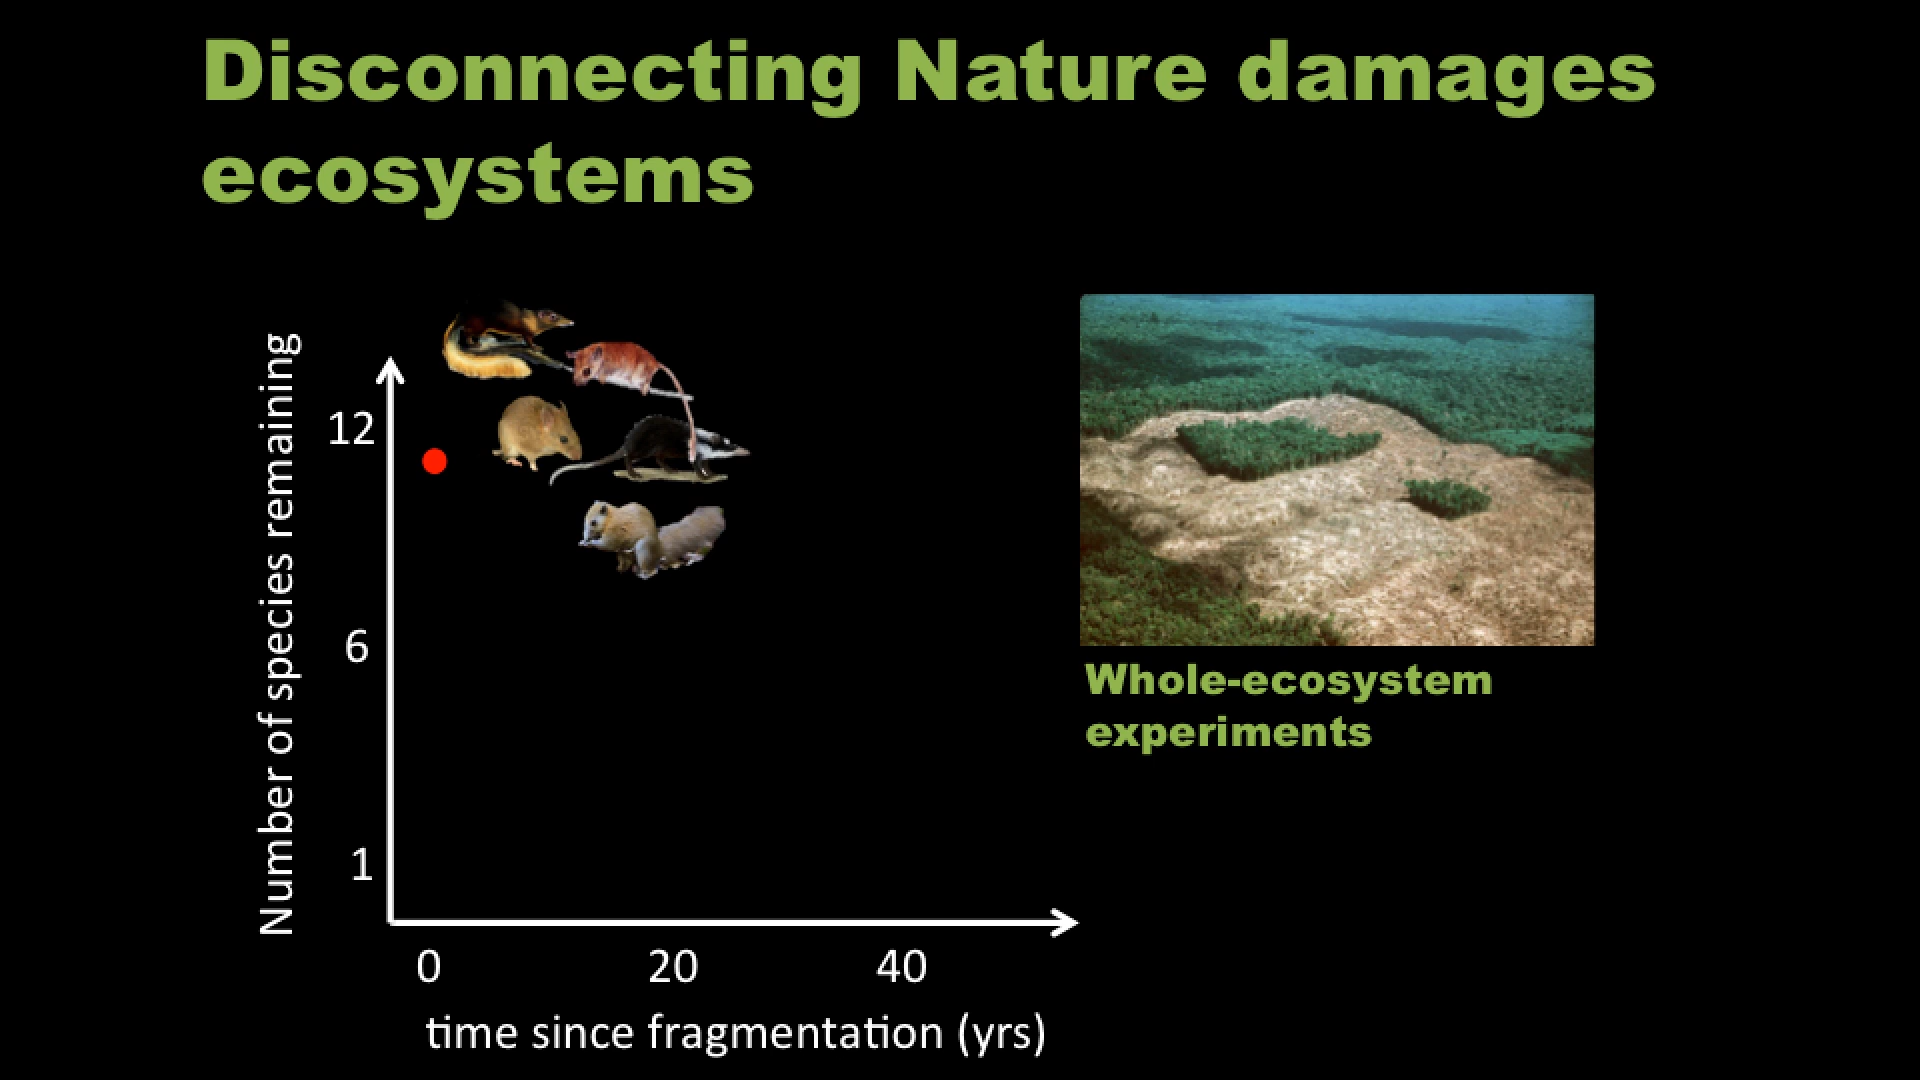 Disconnecting Nature damages
ecosystems
Number of species remaining
12
6
1
0 20 40
time since fragmentation (yrs)
Whole-ecosystem
experiments